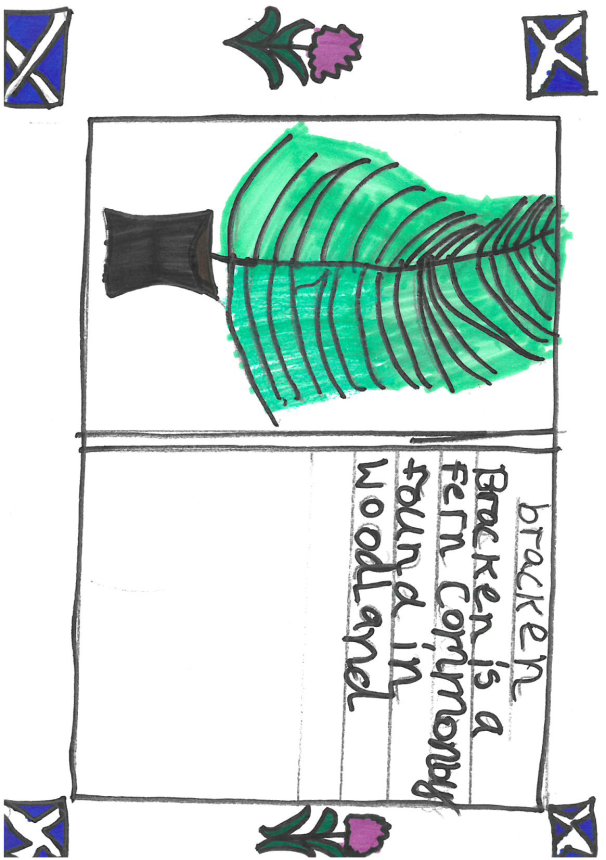 bracken
Bracken is a
fern commonly
found in
woodland